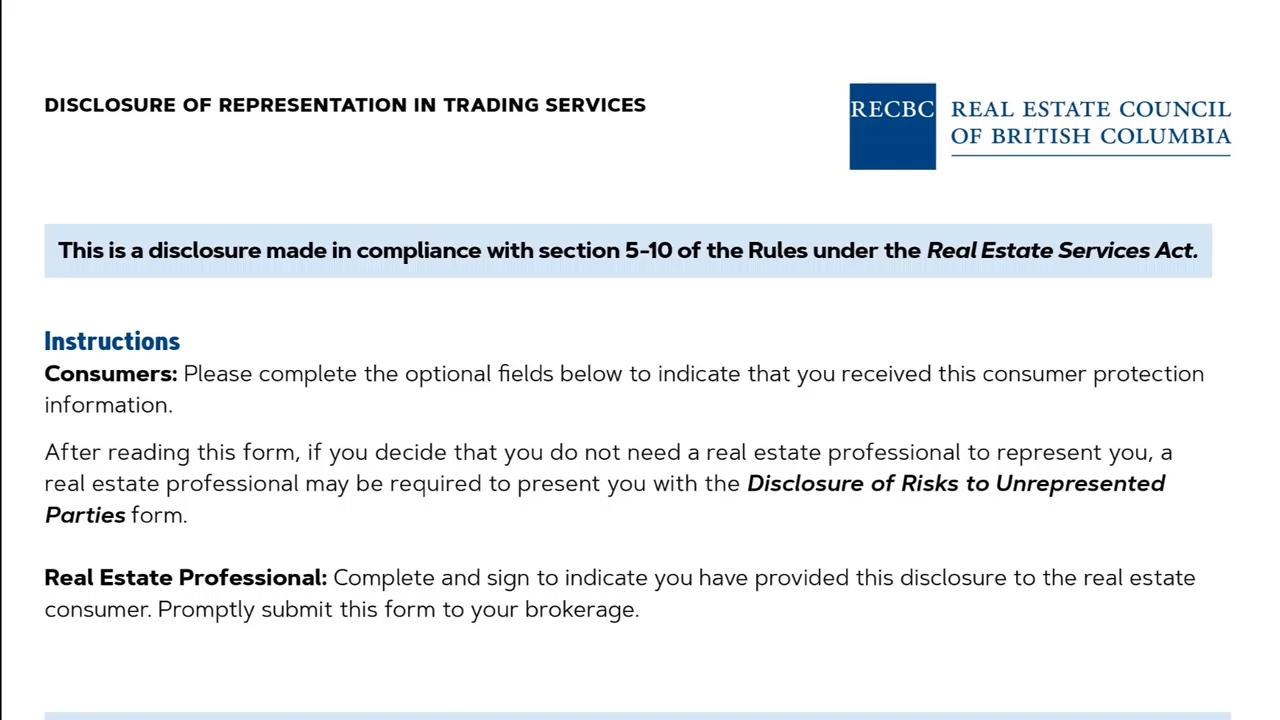 DISCLOSURE OF REPRESENTATION IN TRADING SERVICES
RECBC
REAL ESTATE COUNCIL
OF BRITISH COLUMBIA
This is a disclosure made in compliance with section 5-10 of the Rules under the Real Estate Services Act.
Instructions
Consumers: Please complete the optional fields below to indicate that you received this consumer protection
information.
After reading this form, if you decide that you do not need a real estate professional to represent you, a
real estate professional may be required to present you with the Disclosure of Risks to Unrepresented
Parties form.
Real Estate Professional: Complete and sign to indicate you have provided this disclosure to the real estate
consumer. Promptly submit this form to your brokerage.